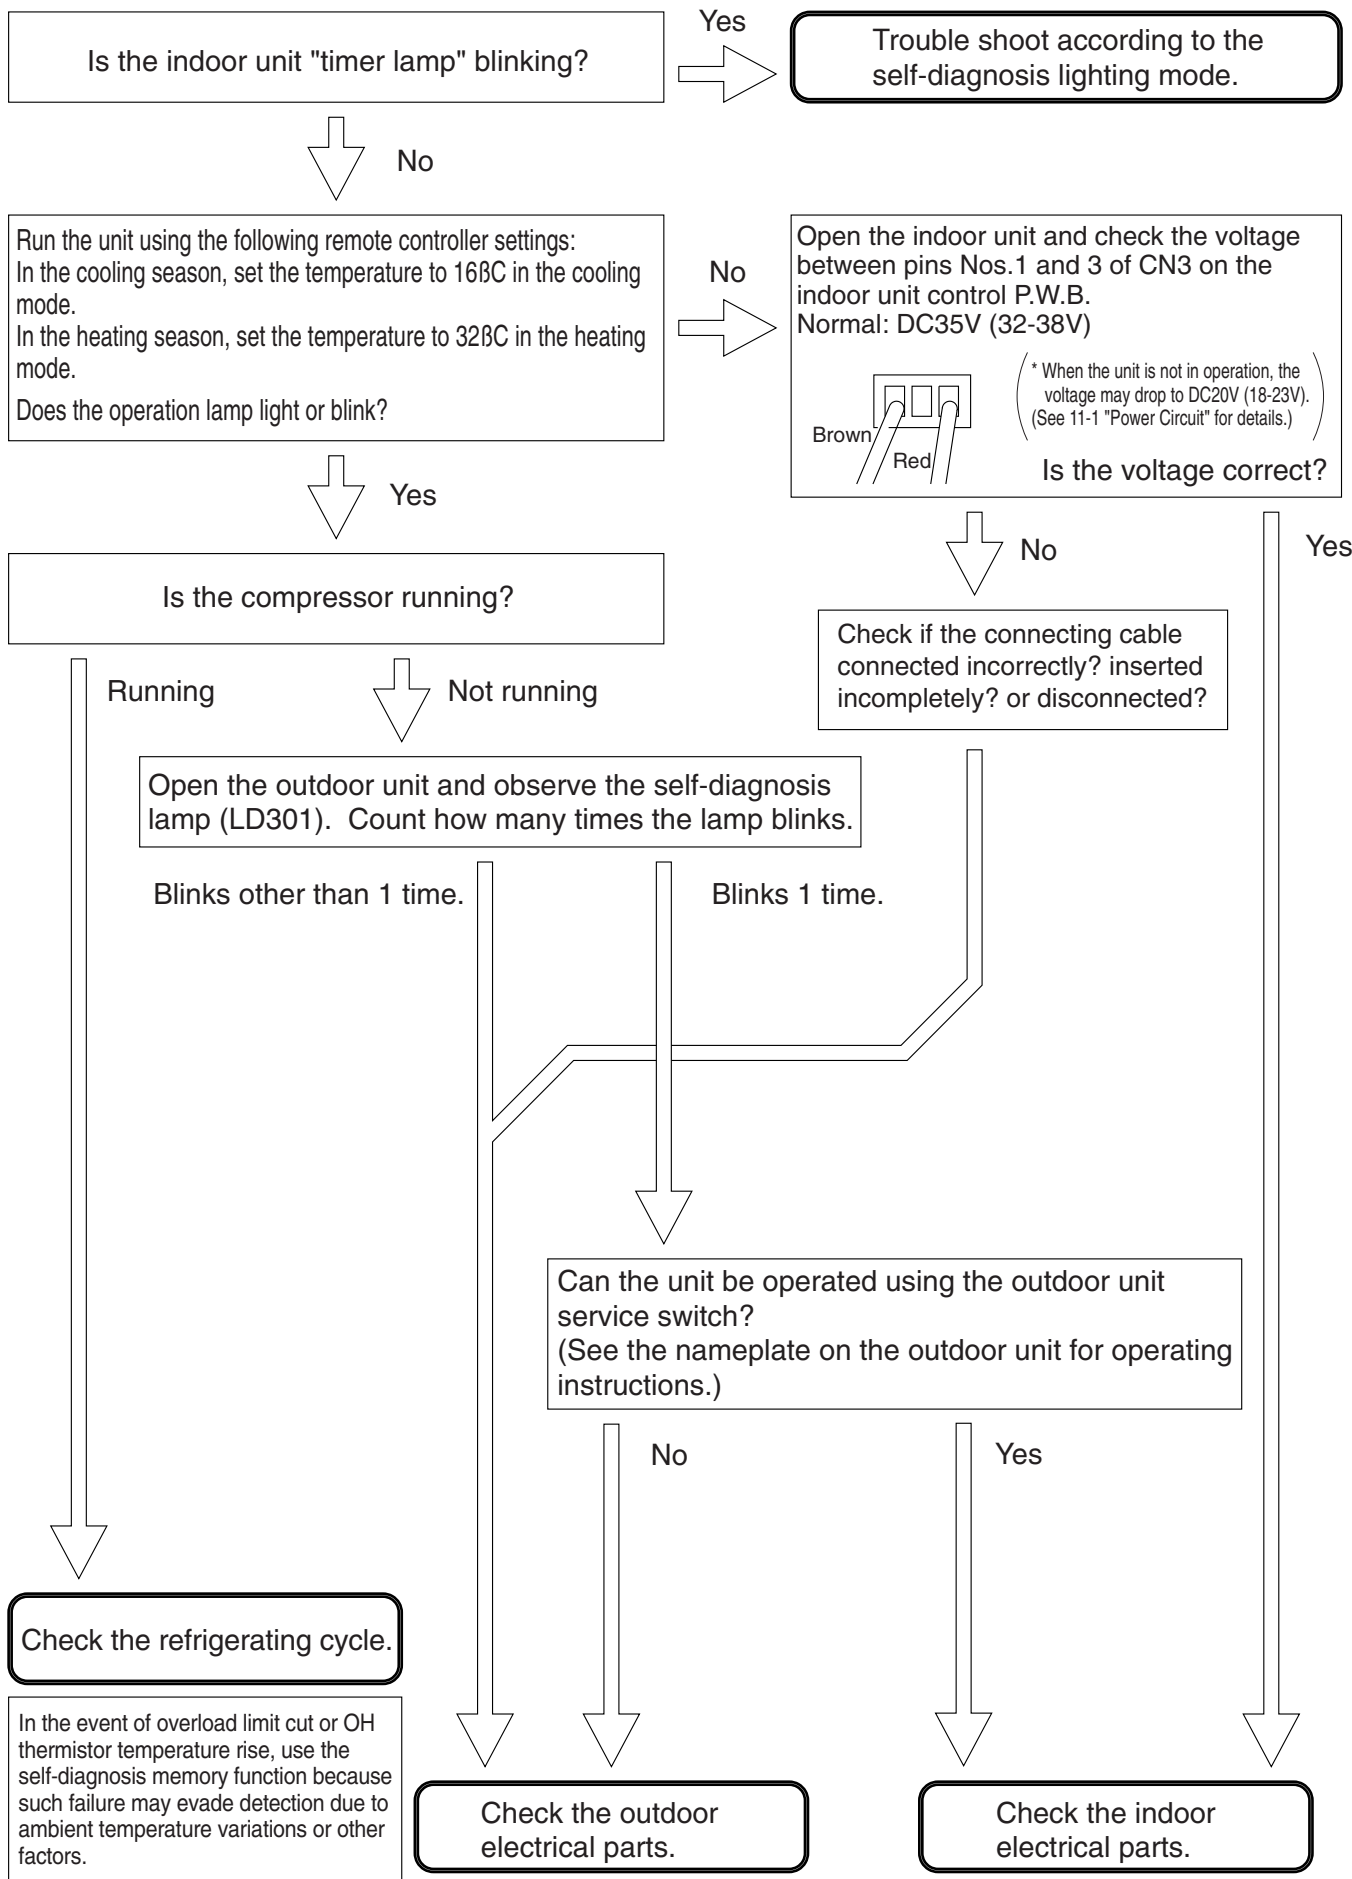 Is the indoor unit "timer lamp" blinking?
Yes
Trouble shoot according to the
self-diagnosis lighting mode.
No
Run the unit using the following remote controller settings:
In the cooling season, set the temperature to 16ßC in the cooling
mode.
In the heating season, set the temperature to 32ßC in the heating
mode.
Does the operation lamp light or blink?
No
Open the indoor unit and check the voltage
between pins Nos.1 and 3 of CN3 on the
indoor unit control P.W.B.
Normal: DC35V (32-38V)
* When the unit is not in operation, the
voltage may drop to DC20V (18-23V).
(See 11-1 "Power Circuit" for details.)
Brown
Red
Is the voltage correct?
Yes
No
Yes
Is the compressor running?
Check if the connecting cable
connected incorrectly? inserted
incompletely? or disconnected?
Running
Not running
Open the outdoor unit and observe the self-diagnosis
lamp (LD301). Count how many times the lamp blinks.
Blinks other than 1 time.
Blinks 1 time.
Can the unit be operated using the outdoor unit
service switch?
(See the nameplate on the outdoor unit for operating
instructions.)
No
Yes
Check the refrigerating cycle.
In the event of overload limit cut or OH
thermistor temperature rise, use the
self-diagnosis memory function because
such failure may evade detection due to
ambient temperature variations or other
factors.
Check the outdoor
electrical parts.
Check the indoor
electrical parts.